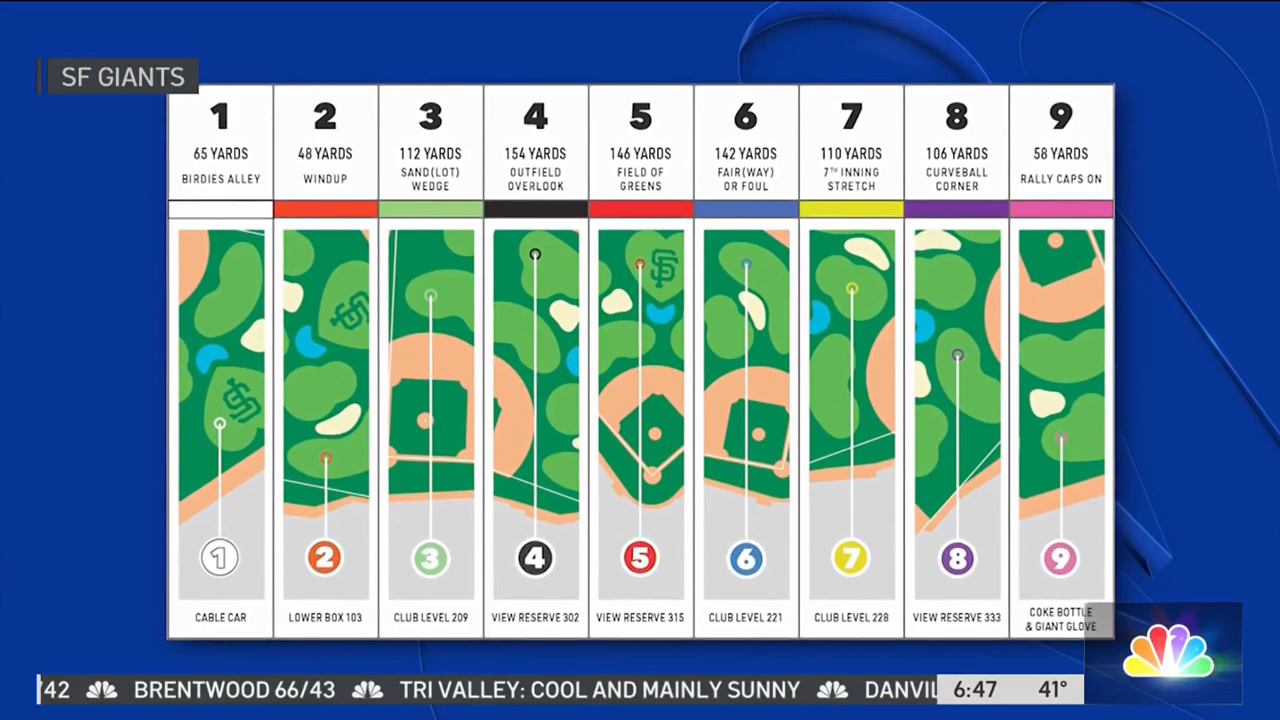 SF GIANTS
1 2 3 4 5 6 7 8 9
65 YARDS 48 YARDS 112 YARDS 154 YARDS 146 YARDS 142 YARDS 110 YARDS 106 YARDS 58 YARDS
BIRDIES ALLEY
WINDUP
SAND(LOT)
WEDGE
OUTFIELD
OVERLOOK
FIELD OF
GREENS
FAIR(WAY)
OR FOUL
7TH INNING
STRETCH
CURVEBALL
CORNER
RALLY CAPS ON
SF
SF
SF
1 2 3 4 5 6 7 8 9
CABLE CAR
LOWER BOX 103
CLUB LEVEL 209
VIEW RESERVE 302
VIEW RESERVE 315
CLUB LEVEL 221
CLUB LEVEL 228
VIEW RESERVE 333
COKE BOTTLE
& GIANT GLOVE
/42 BRENTWOOD 66/43 TRI VALLEY: COOL AND MAINLY SUNNY DANVIL 6:47 41°